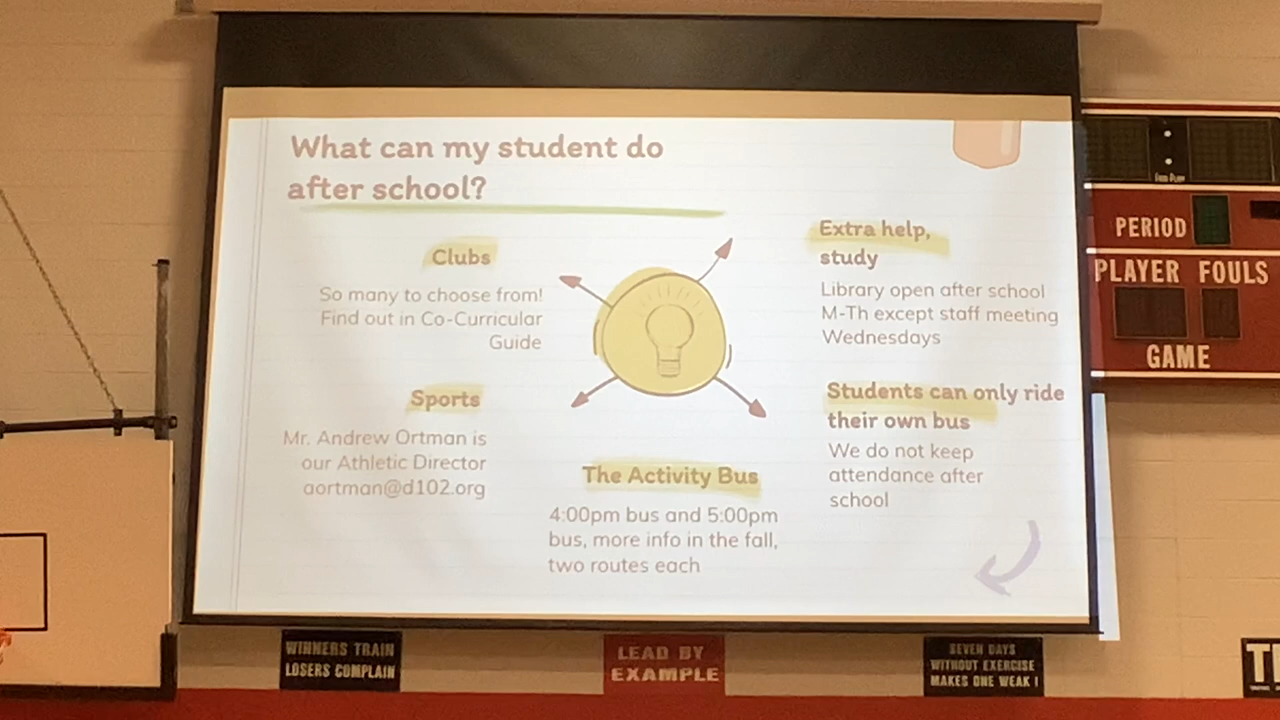 What can my student do
after school?
Clubs
So many to choose from!
Find out in Co-Curricular
Guide
Sports
Mr. Andrew Ortman is
our Athletic Director
aortman@d102.org
The Activity Bus
4:00pm bus and 5:00pm
bus, more info in the fall,
two routes each
Extra help,
study
Library open after school
M-Th except staff meeting
Wednesdays
Students can only ride
their own bus
We do not keep
attendance after
school
PERIOD
PLAYER FOULS
GAME
WINNERS TRAIN
LOSERS COMPLAIN
LEAD BY
EXAMPLE
SEVEN DAYS
WITHOUT EXERCISE
MAKES ONE WEAK !